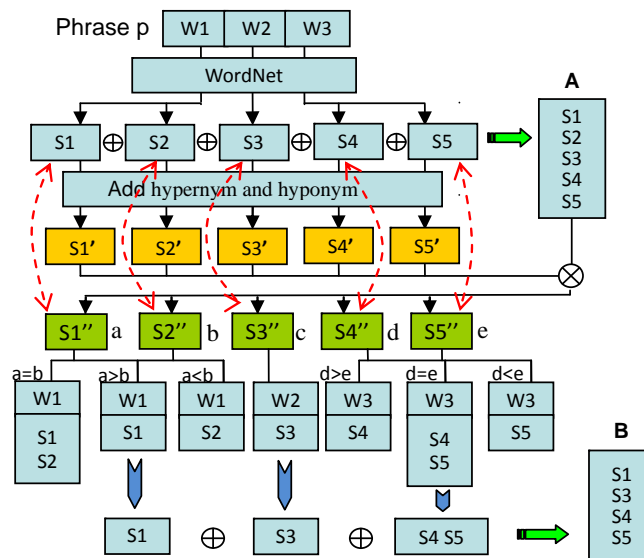 Phrase p W1 W2 W3
WordNet
A
S1 S2 S3 S4 S5
S1
S2
S3
S4
S5
Add hypernym and hyponym
S1' S2' S3' S4' S5'
S1'' a S2'' b S3'' c S4'' d S5'' e
a=b a>b a<b d>e d=e d<e
W1 W1 W1 W2 W3 W3 W3
S1
S2
S1
S2
S3
S4
S4
S5
S5
B
S1
S3
S4
S5
S1 S3 S4 S5